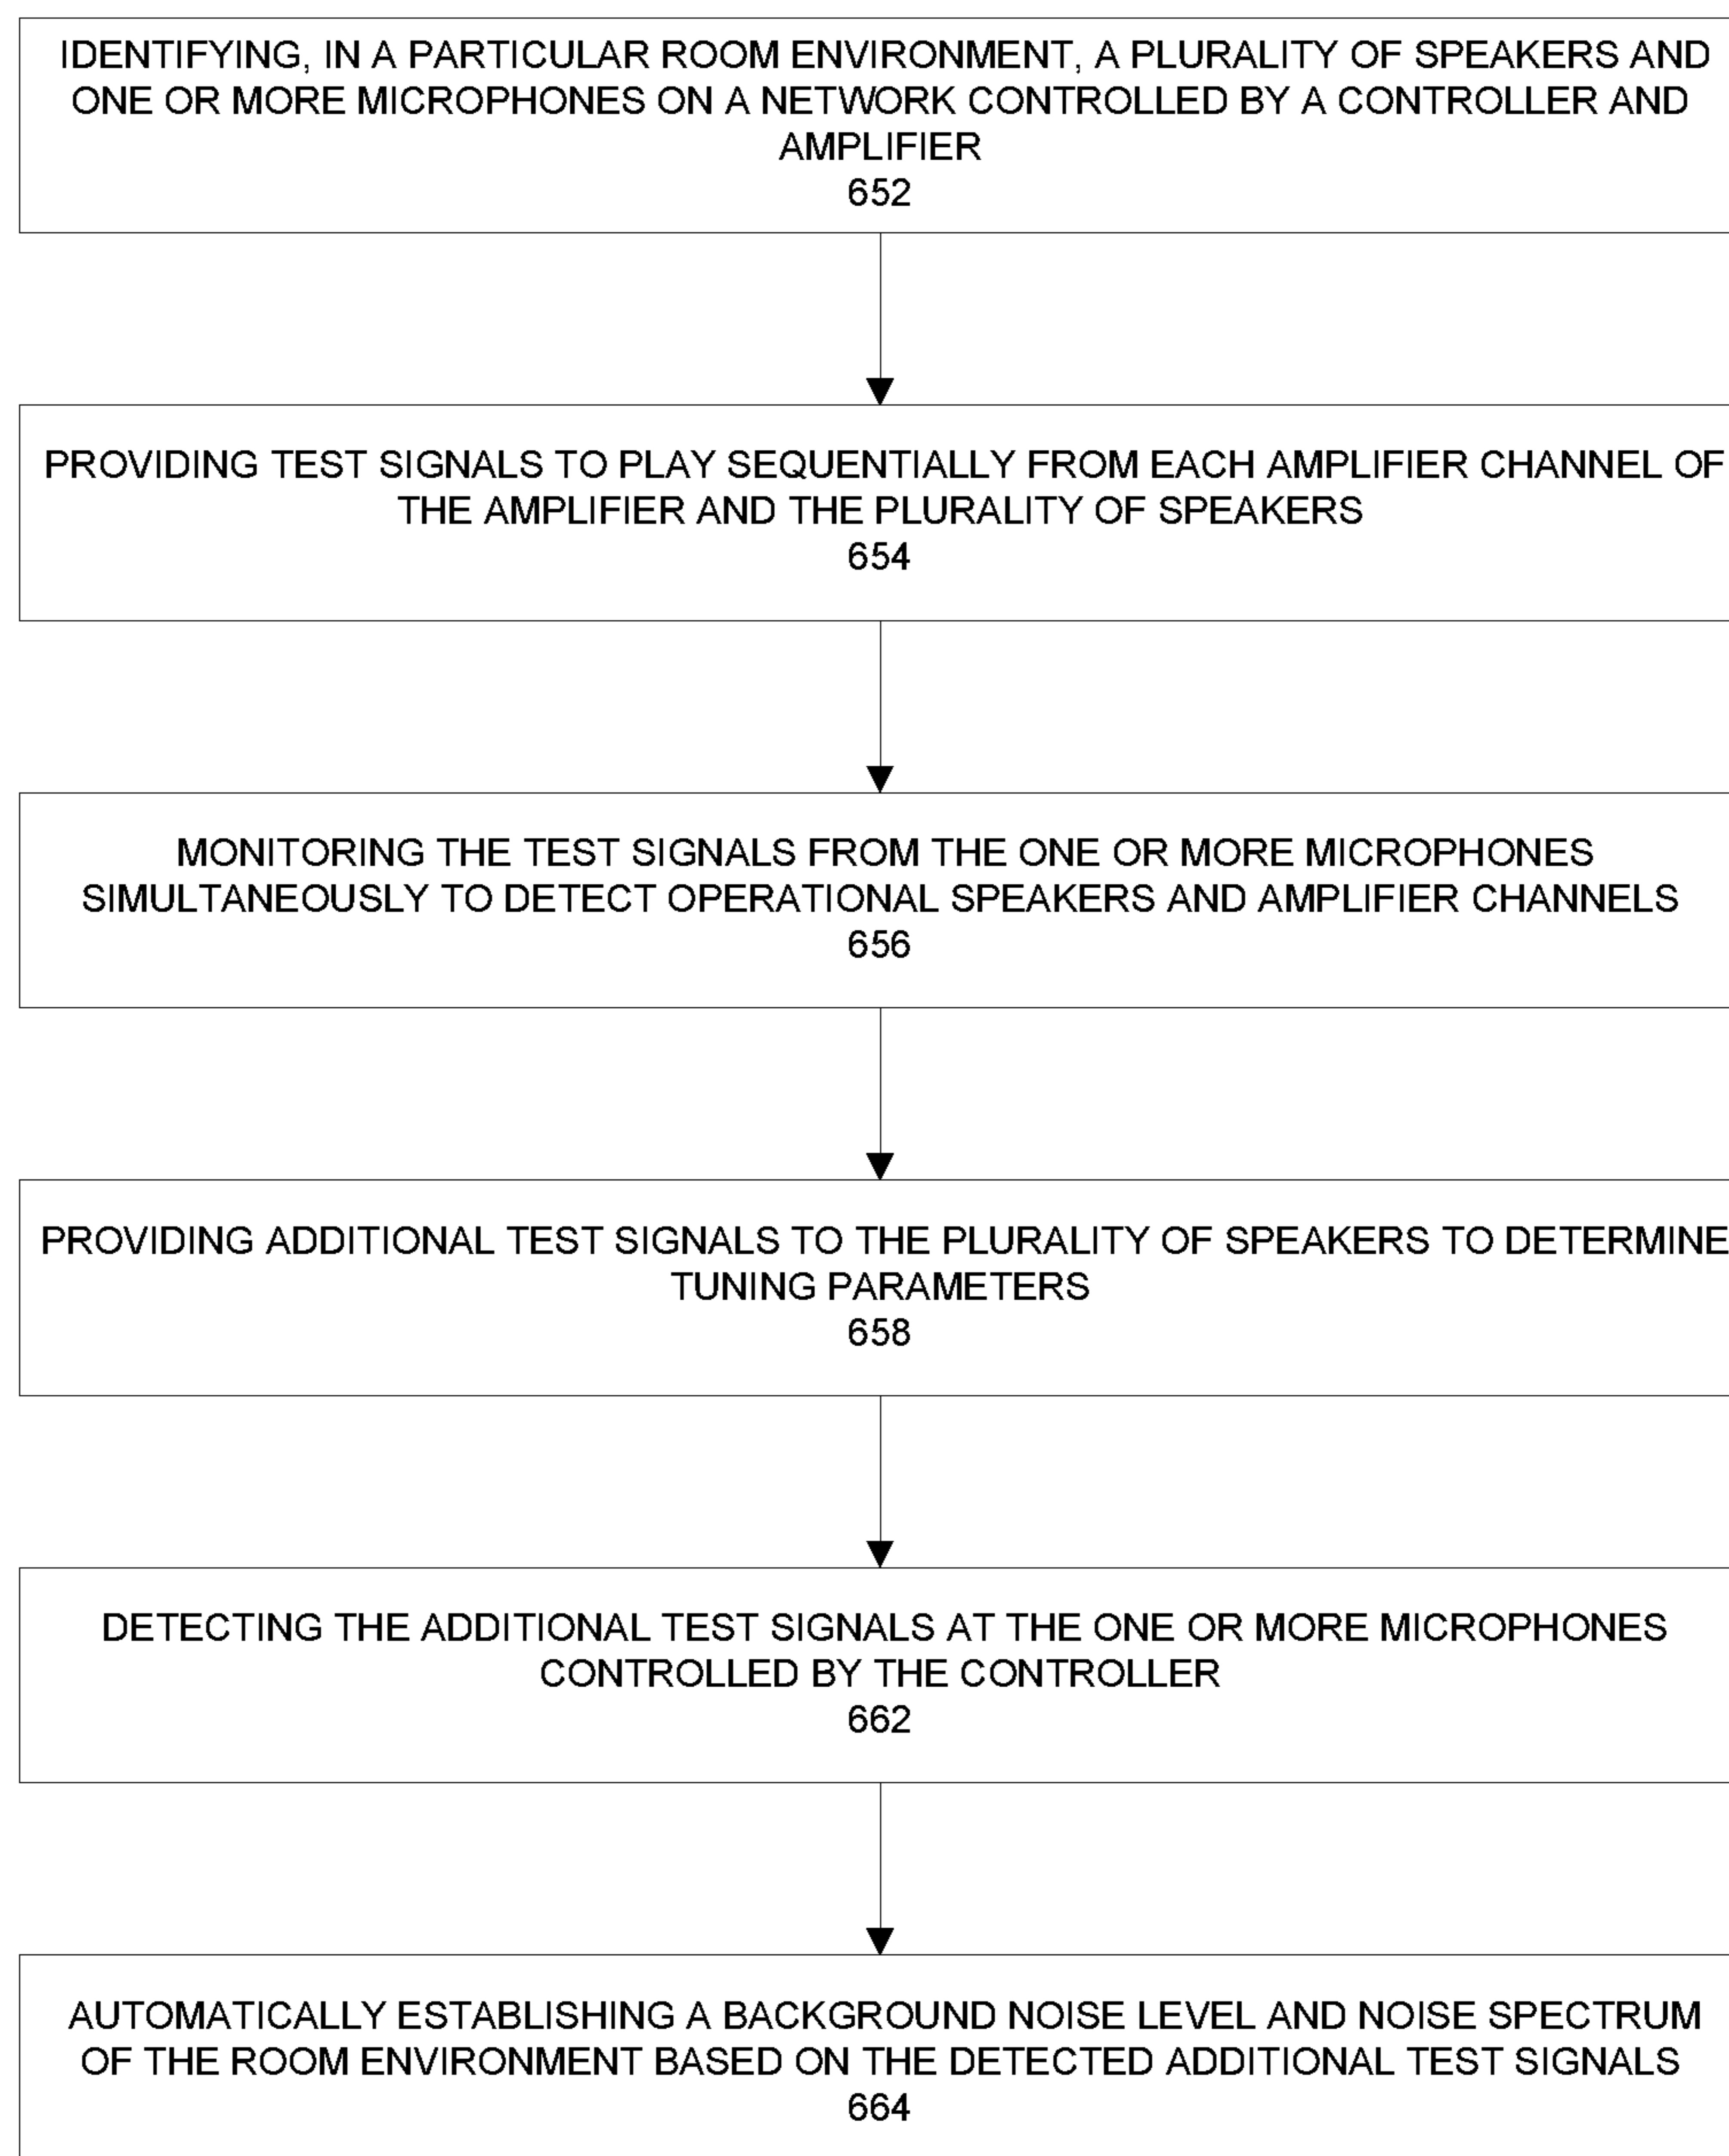 IDENTIFYING, IN A PARTICULAR ROOM ENVIRONMENT, A PLURALITY OF SPEAKERS AND
ONE OR MORE MICROPHONES ON A NETWORK CONTROLLED BY A CONTROLLER AND
AMPLIFIER
652
PROVIDING TEST SIGNALS TO PLAY SEQUENTIALLY FROM EACH AMPLIFIER CHANNEL OF
THE AMPLIFIER AND THE PLURALITY OF SPEAKERS
654
MONITORING THE TEST SIGNALS FROM THE ONE OR MORE MICROPHONES
SIMULTANEOUSLY TO DETECT OPERATIONAL SPEAKERS AND AMPLIFIER CHANNELS
656
PROVIDING ADDITIONAL TEST SIGNALS TO THE PLURALITY OF SPEAKERS TO DETERMINE
TUNING PARAMETERS
658
DETECTING THE ADDITIONAL TEST SIGNALS AT THE ONE OR MORE MICROPHONES
CONTROLLED BY THE CONTROLLER
662
AUTOMATICALLY ESTABLISHING A BACKGROUND NOISE LEVEL AND NOISE SPECTRUM
OF THE ROOM ENVIRONMENT BASED ON THE DETECTED ADDITIONAL TEST SIGNALS
664